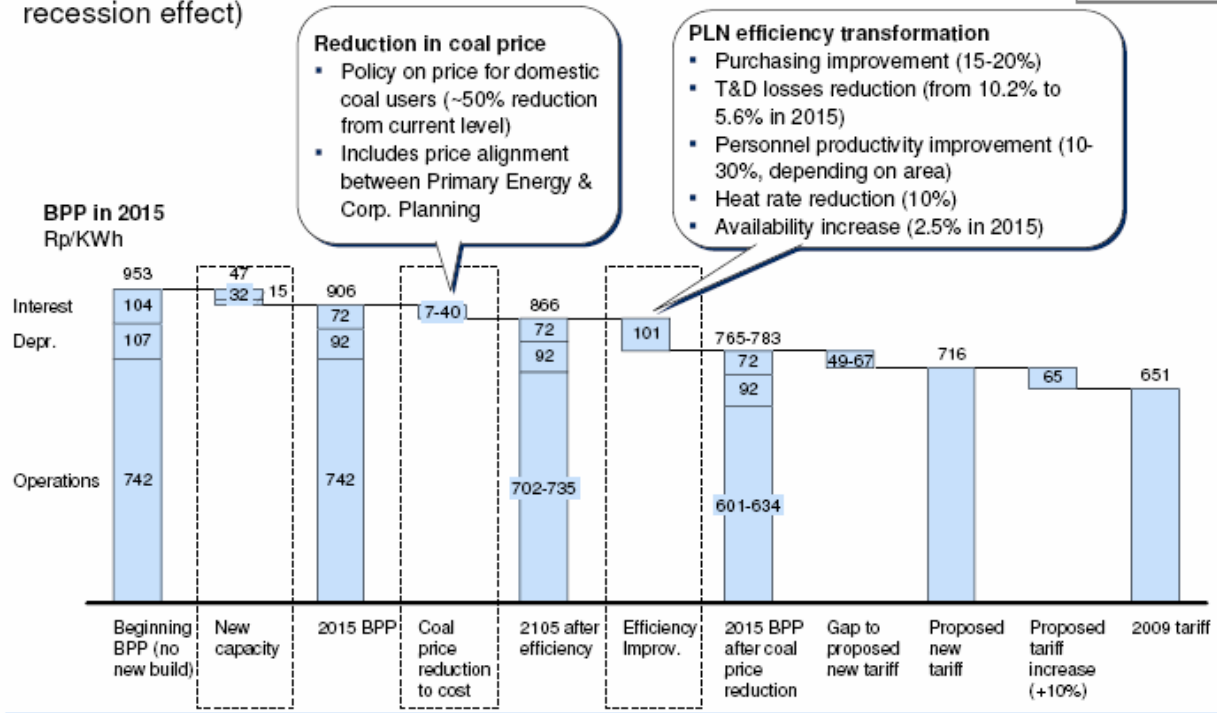 recession effect)
Reduction in coal price
▪ Policy on price for domestic
coal users (~50% reduction
from current level)
▪ Includes price alignment
between Primary Energy &
Corp. Planning
PLN efficiency transformation
▪ Purchasing improvement (15-20%)
▪ T&D losses reduction (from 10.2% to
5.6% in 2015)
▪ Personnel productivity improvement (10-
30%, depending on area)
▪ Heat rate reduction (10%)
▪ Availability increase (2.5% in 2015)
BPP in 2015
Rp/KWh
953 47 906 866 765-783 716 651
Interest 104 32 15 72 7-40 72 101 72 49-67 65
Depr. 107 92 92 92
Operations 742 742 702-735 601-634
Beginning
BPP (no
new build)
New
capacity
2015 BPP
Coal
price
reduction
to cost
2105 after
efficiency
Efficiency
Improv.
2015 BPP
after coal
price
reduction
Gap to
proposed
new tariff
Proposed
new
tariff
Proposed
tariff
increase
(+10%)
2009 tariff